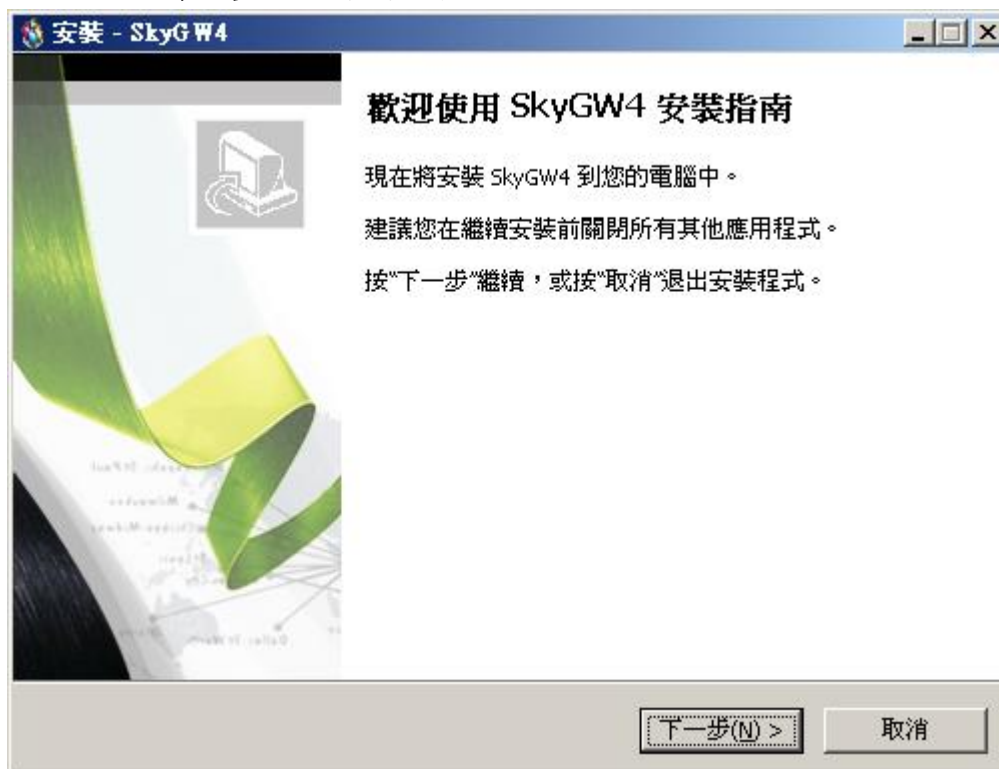 安裝 - SkyGW4
歡迎使用 SkyGW4 安裝指南
現在將安裝 SkyGW4 到您的電腦中。
建議您在繼續安裝前關閉所有其他應用程式。
按"下一步"繼續，或按"取消"退出安裝程式。
下一步(N) >
取消